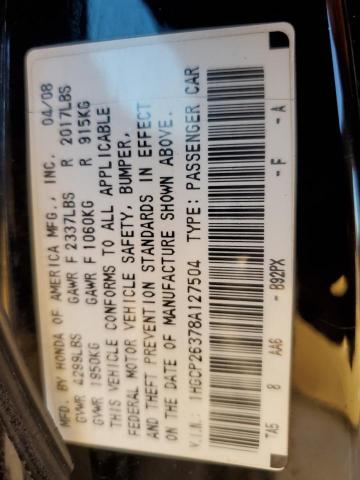 MFD. BY HONDA OF AMERICA MFG., INC. 04/08
GVWR 4299LBS GAWR F 2337LBS R 2017LBS
GVWR 1950KG GAWR F 1060KG R 915KG
THIS VEHICLE CONFORMS TO ALL APPLICABLE
FEDERAL MOTOR VEHICLE SAFETY, BUMPER,
AND THEFT PREVENTION STANDARDS IN EFFECT
ON THE DATE OF MANUFACTURE SHOWN ABOVE.
V.I.N.: 1HGCP26378A127504 TYPE: PASSENGER CAR
*A5 8 AA6 - B92PX - F - A